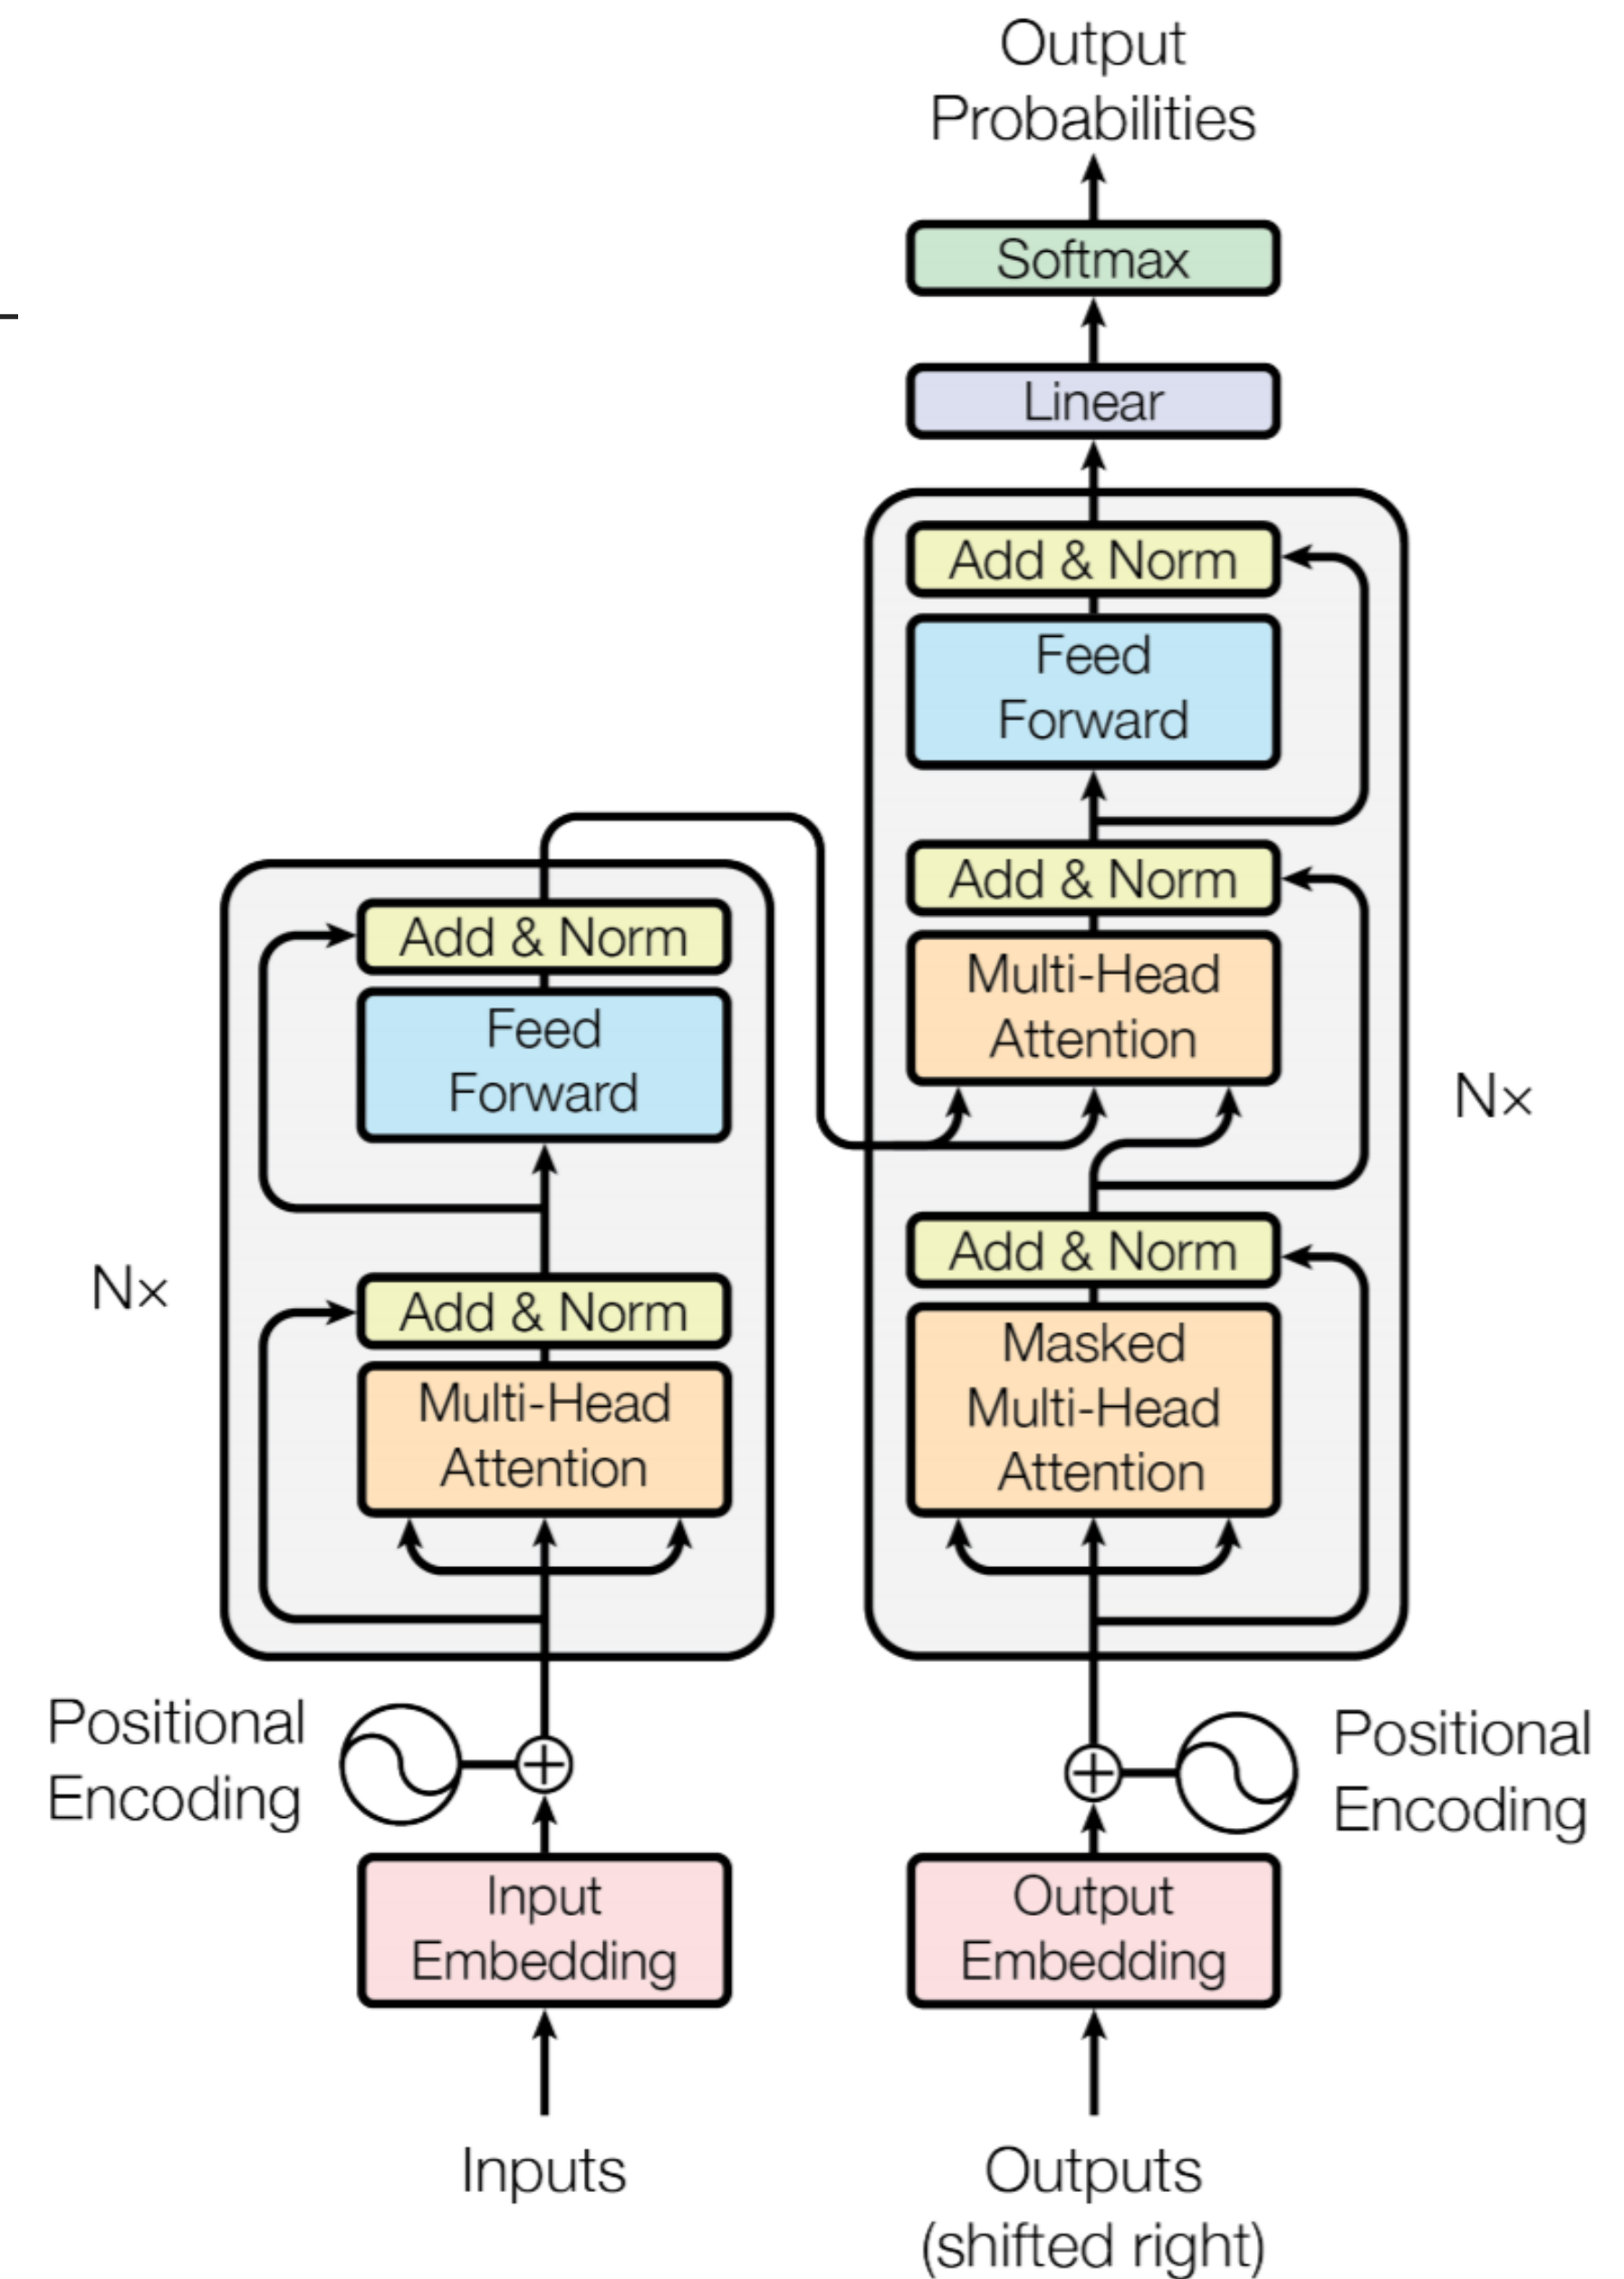 Output
Probabilities
Softmax
Linear
Add & Norm
Feed
Forward
Add & Norm
Multi-Head
Attention
Nx
Add & Norm
Masked
Multi-Head
Attention
Add & Norm
Feed
Forward
Nx
Add & Norm
Multi-Head
Attention
Positional
Encoding
Positional
Encoding
Input
Embedding
Output
Embedding
Inputs
Outputs
(shifted right)